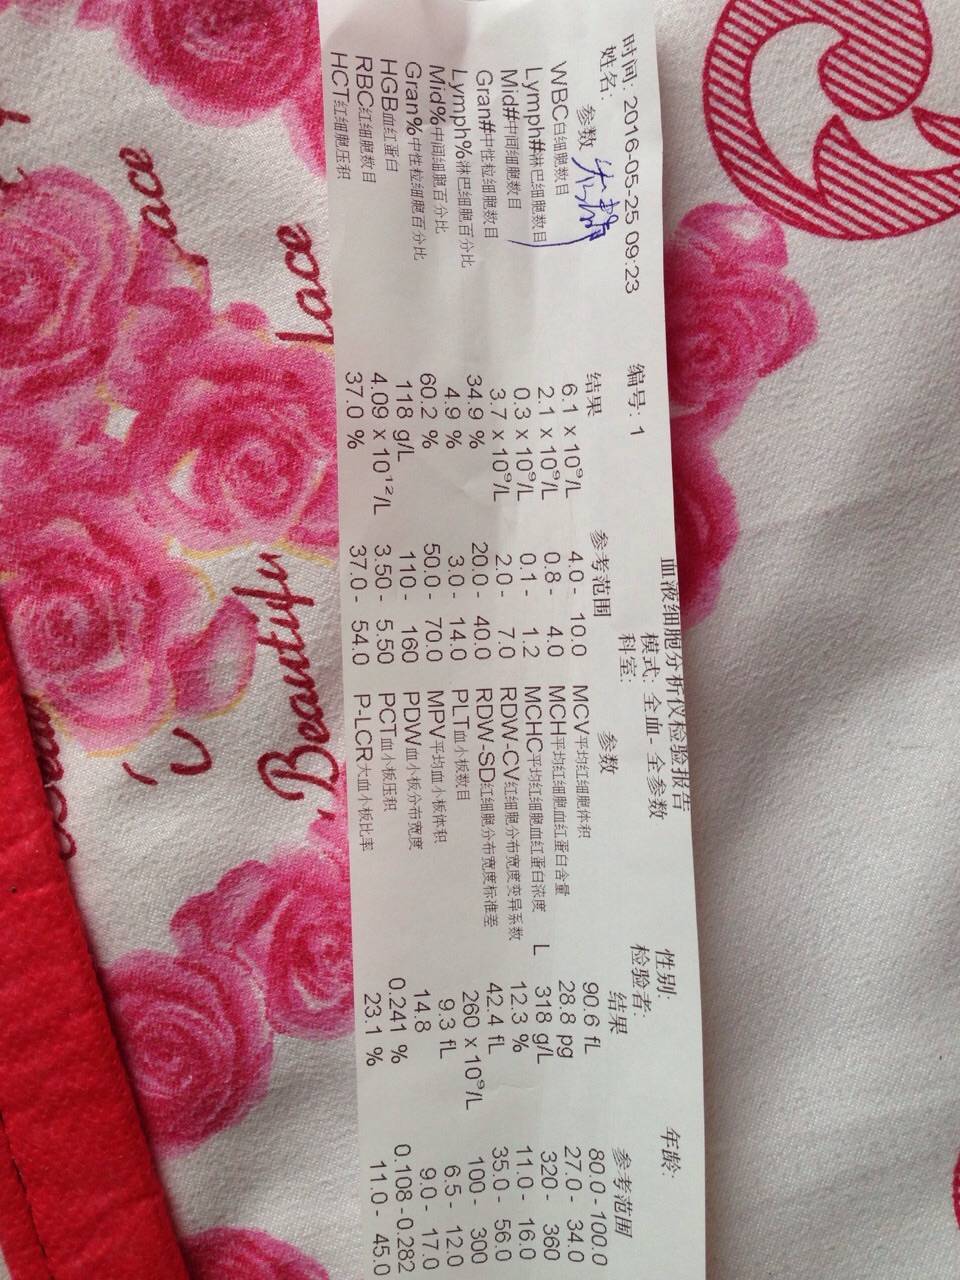 血液细胞分析仪检验报告
时间: 2016-05-25 09:23 编号: 1 模式: 全血-全参数 性别: 年龄:
姓名: 科室: 检验者:
参数 结果 参考范围 参数 结果 参考范围
WBC白细胞数目 6.1 x 10⁹/L 4.0 - 10.0 MCV平均红细胞体积 90.6 fL 80.0-100.0
Lymph#淋巴细胞数目 2.1 x 10⁹/L 0.8 - 4.0 MCH平均红细胞血红蛋白含量 28.8 pg 27.0 - 34.0
Mid#中间细胞数目 0.3 x 10⁹/L 0.1 - 1.2 MCHC平均红细胞血红蛋白浓度 L 318 g/L 320 - 360
Gran#中性粒细胞数目 3.7 x 10⁹/L 2.0 - 7.0 RDW-CV红细胞分布宽度变异系数 12.3 % 11.0 - 16.0
Lymph%淋巴细胞百分比 34.9 % 20.0 - 40.0 RDW-SD红细胞分布宽度标准差 42.4 fL 35.0 - 56.0
Mid%中间细胞百分比 4.9 % 3.0 - 14.0 PLT血小板数目 260 x 10⁹/L 100 - 300
Gran%中性粒细胞百分比 60.2 % 50.0 - 70.0 MPV平均血小板体积 9.3 fL 6.5 - 12.0
HGB血红蛋白 118 g/L 110 - 160 PDW血小板分布宽度 14.8 9.0 - 17.0
RBC红细胞数目 4.09 x 10¹²/L 3.50 - 5.50 PCT血小板压积 0.241 % 0.108-0.282
HCT红细胞压积 37.0 % 37.0 - 54.0 P-LCR大血小板比率 23.1 % 11.0 - 45.0
lace
Beautifu